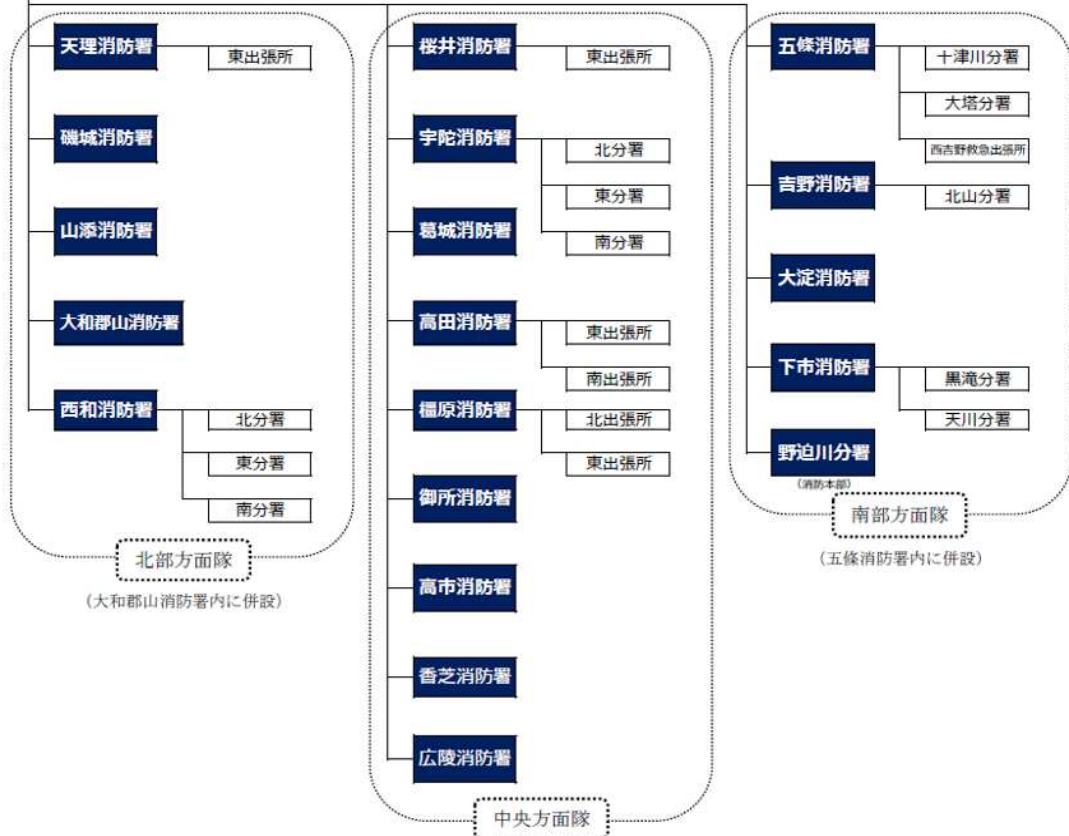 天理消防署
東出張所
磯城消防署
山添消防署
大和郡山消防署
西和消防署
北分署
東分署
南分署
北部方面隊
(大和郡山消防署内に併設)
桜井消防署
東出張所
宇陀消防署
北分署
東分署
南分署
葛城消防署
高田消防署
東出張所
南出張所
橿原消防署
北出張所
東出張所
御所消防署
高市消防署
香芝消防署
広陵消防署
中央方面隊
五條消防署
十津川分署
大塔分署
西吉野救急出張所
吉野消防署
北山分署
大淀消防署
下市消防署
黒滝分署
天川分署
野迫川分署
(消防本部)
南部方面隊
(五條消防署内に併設)